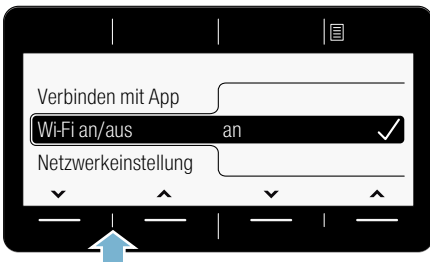 Verbinden mit App
Wi-Fi an/aus an
Netzwerkeinstellung